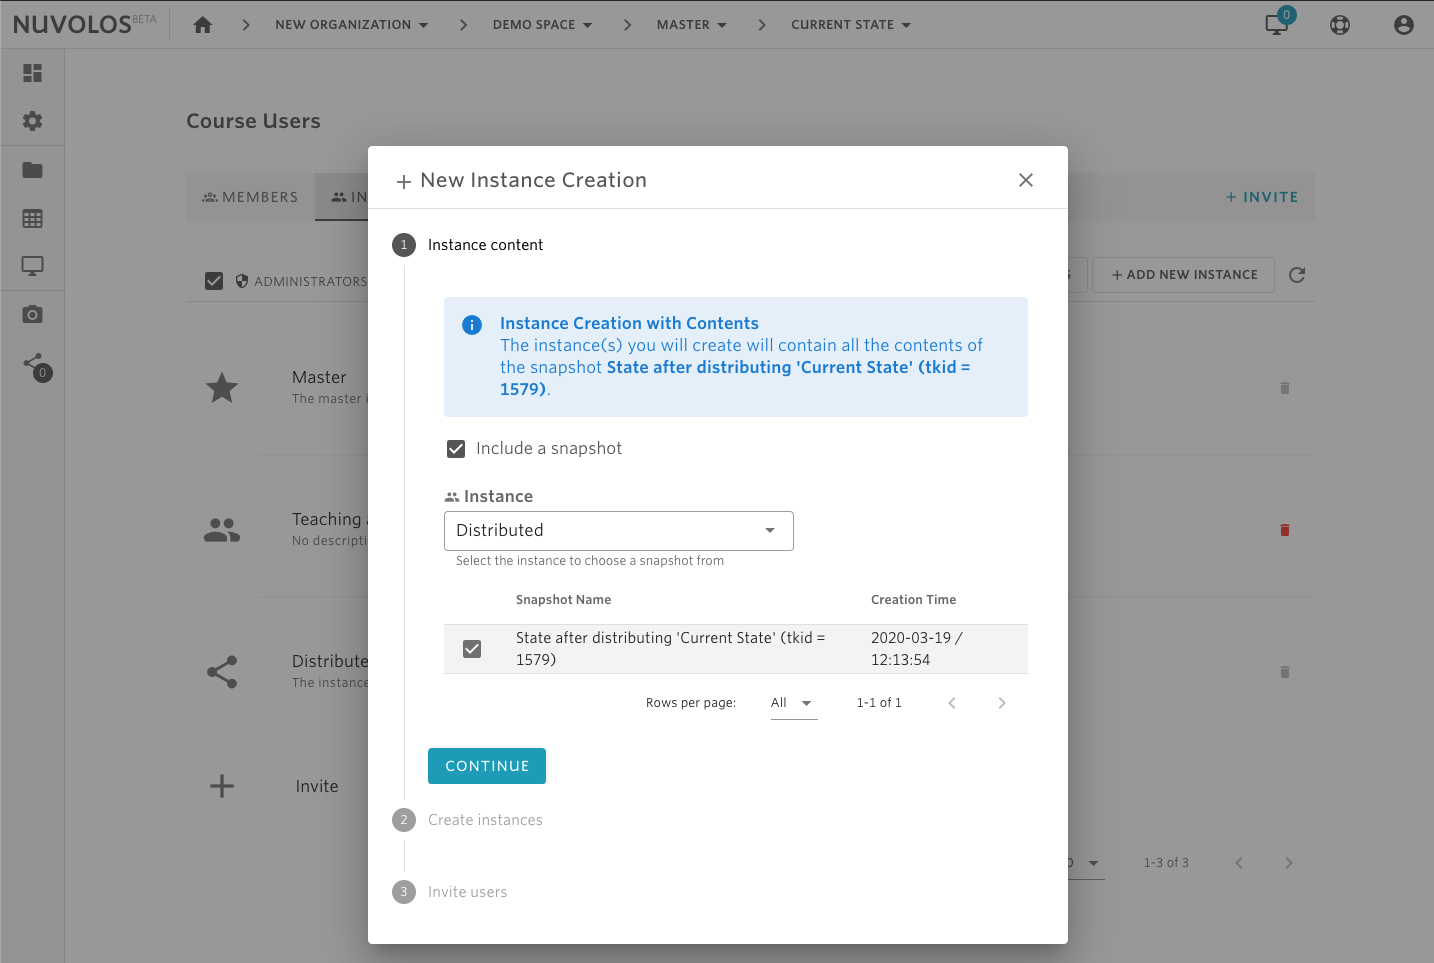 NUVOLOS BETA
NEW ORGANIZATION
DEMO SPACE
MASTER
CURRENT STATE
0
Course Users
MEMBERS
IN
+ INVITE
ADMINISTRATORS
+ ADD NEW INSTANCE
0
Master
The master i
Teaching
No descripti
Distribute
The instance
Invite
1-3 of 3
New Instance Creation
1 Instance content
Instance Creation with Contents
The instance(s) you will create will contain all the contents of
the snapshot State after distributing 'Current State' (tkid =
1579).
Include a snapshot
Instance
Distributed
Select the instance to choose a snapshot from
Snapshot Name
Creation Time
State after distributing 'Current State' (tkid =
1579)
2020-03-19 /
12:13:54
Rows per page: All 1-1 of 1
CONTINUE
2 Create instances
3 Invite users